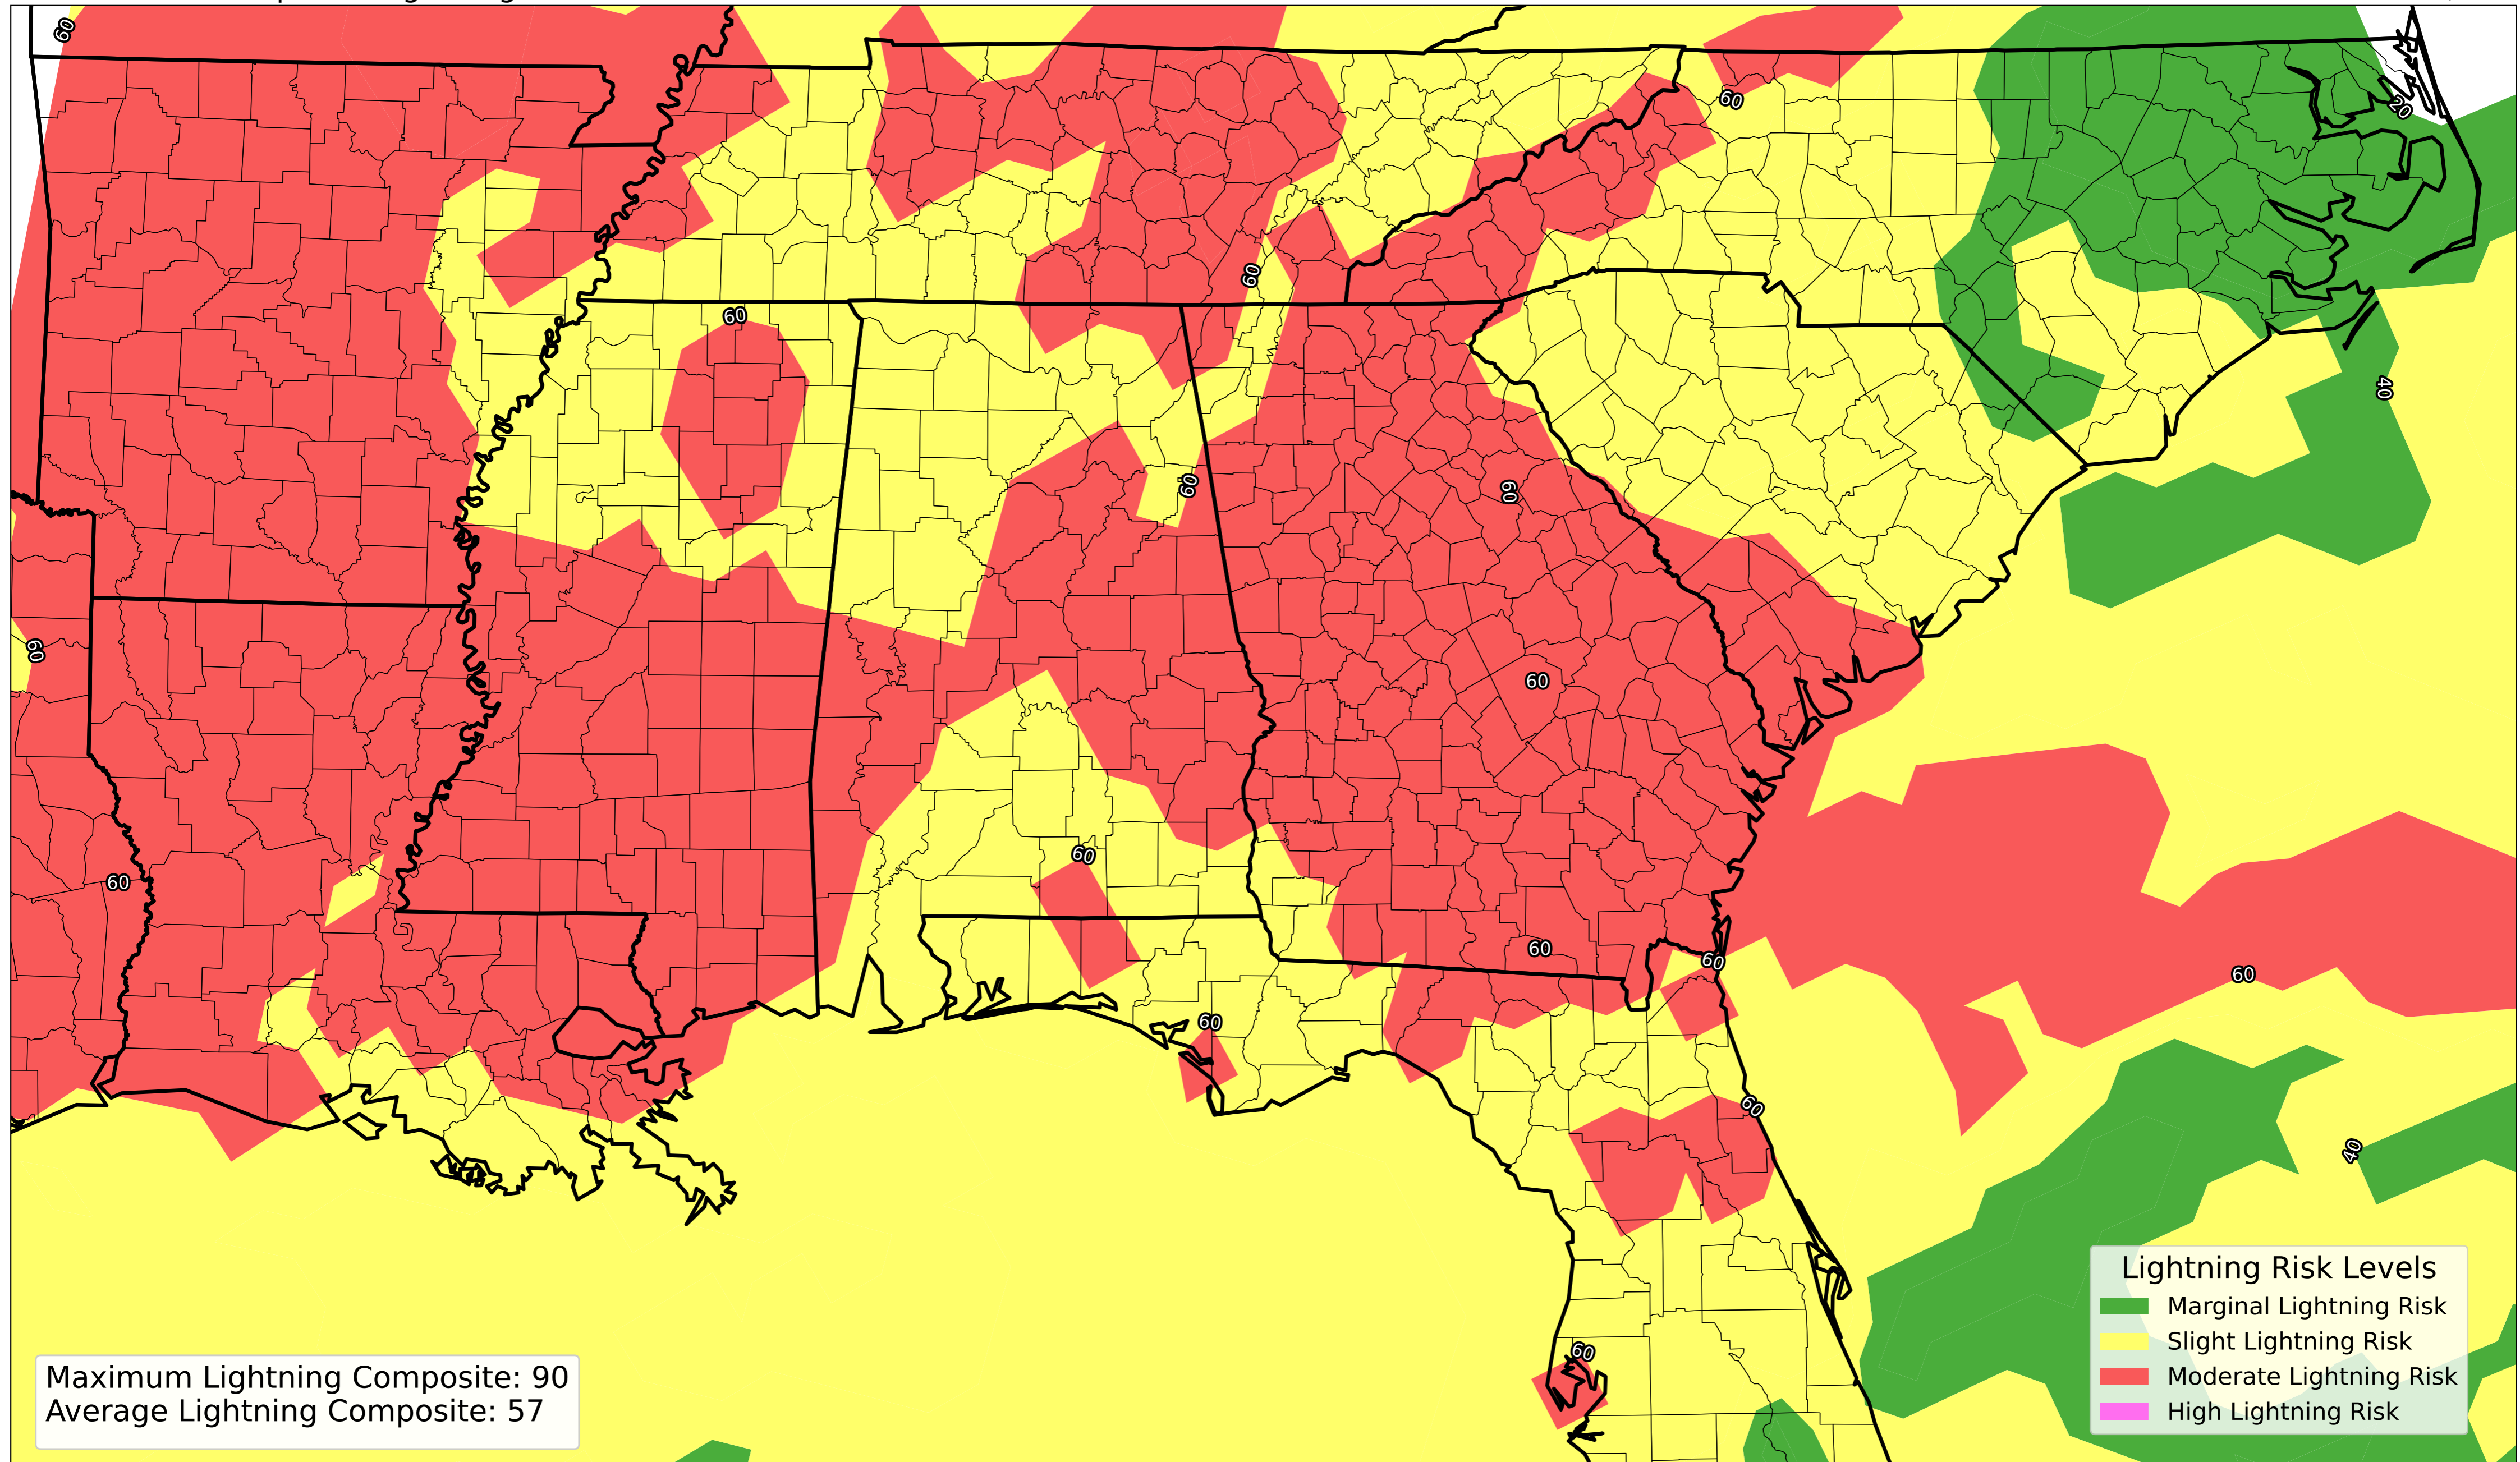 60
20
60
60
60
40
60
60
60
60
60
60
60
60
60
60
60
60
40
60
Lightning Risk Levels
Marginal Lightning Risk
Slight Lightning Risk
Moderate Lightning Risk
High Lightning Risk
Maximum Lightning Composite: 90
Average Lightning Composite: 57